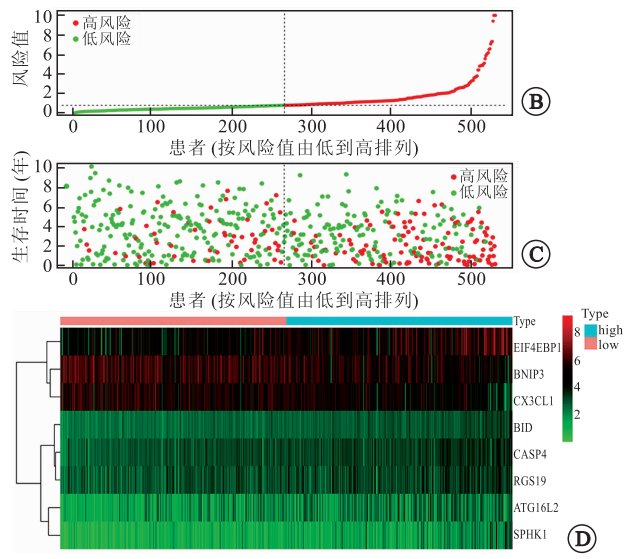 10
8
6
4
2
0
风险值
高风险
低风险
0
100
200
300
400
500
患者 (按风险值由低到高排列)
B
10
8
6
4
2
0
生存时间 (年)
高风险
低风险
0
100
200
300
400
500
患者 (按风险值由低到高排列)
C
Type
EIF4EBP1
BNIP3
CX3CL1
BID
CASP4
RGS19
ATG16L2
SPHK1
8
6
4
2
Type
high
low
D